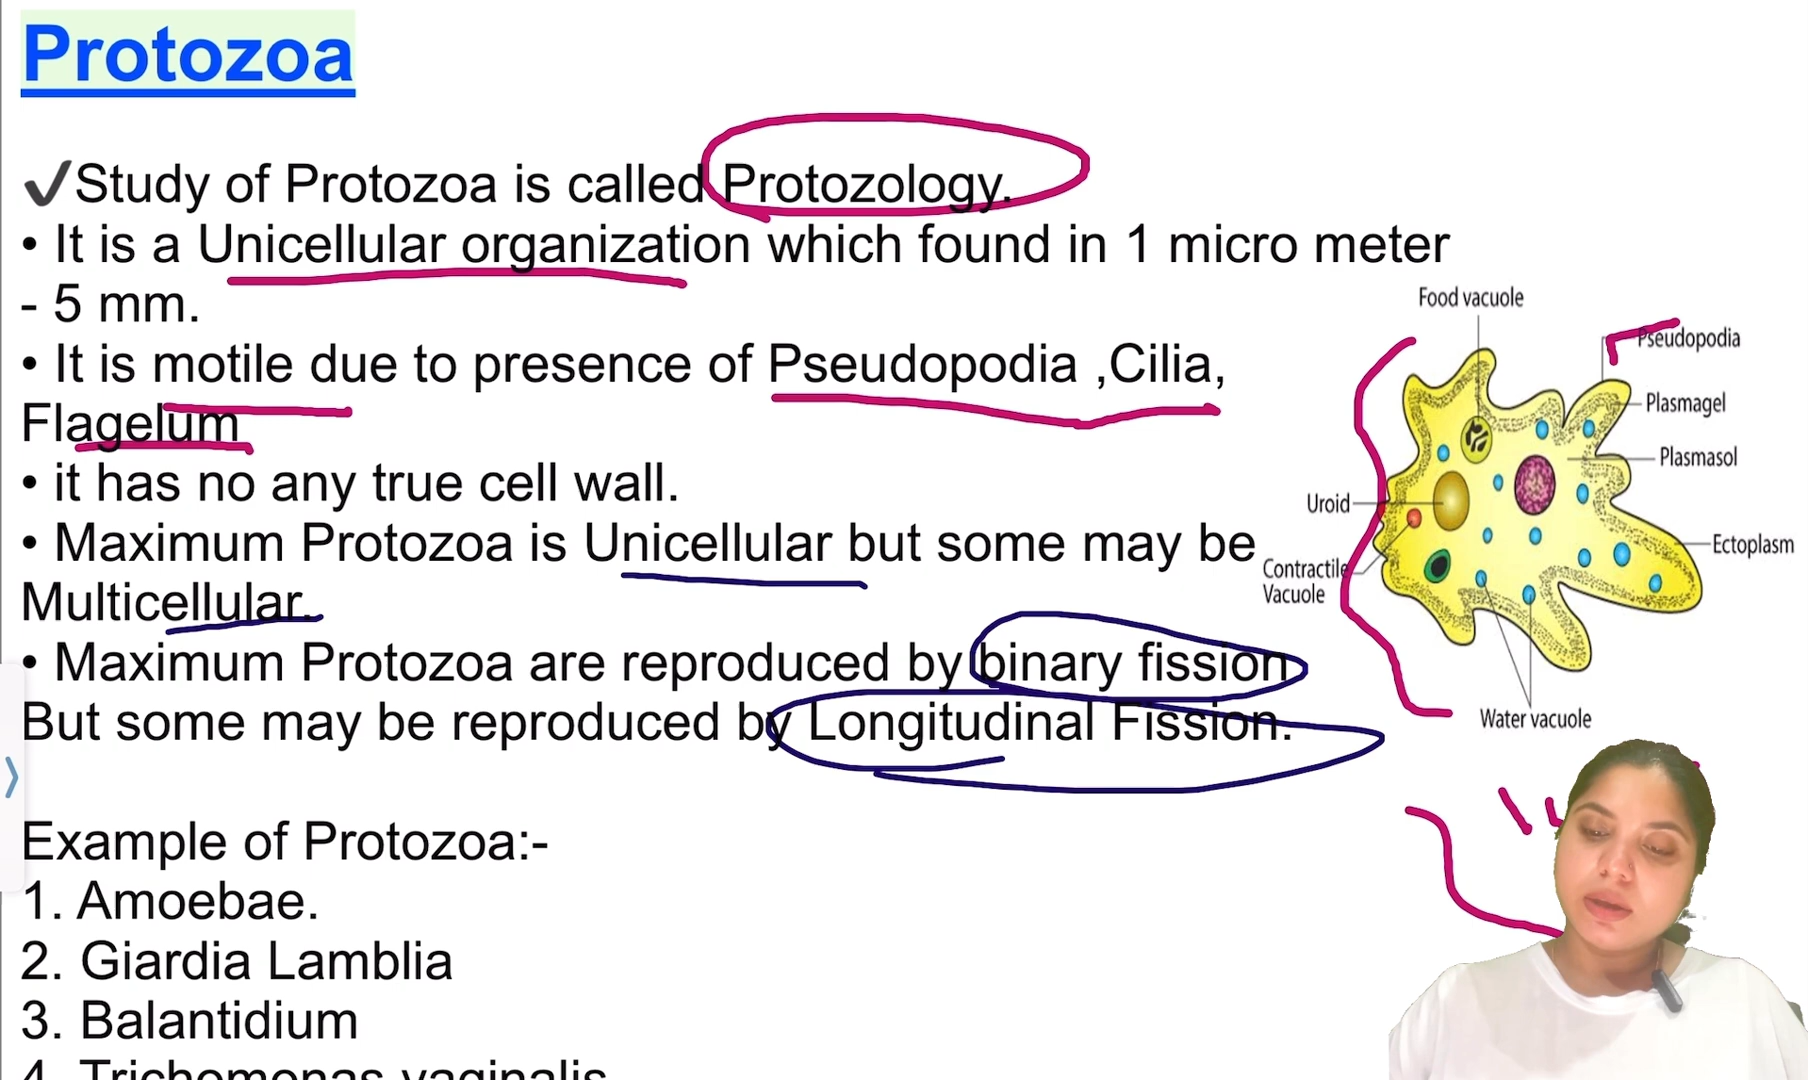 Protozoa
✓Study of Protozoa is called Protozology.
• It is a Unicellular organization which found in 1 micro meter
- 5 mm.
• It is motile due to presence of Pseudopodia ,Cilia,
Flagelum
• it has no any true cell wall.
• Maximum Protozoa is Unicellular but some may be
Multicellular.
• Maximum Protozoa are reproduced by binary fission
But some may be reproduced by Longitudinal Fission.
Example of Protozoa:-
1. Amoebae.
2. Giardia Lamblia
3. Balantidium
4. Trichomonas vaginalis
Food vacuole
Pseudopodia
Plasmagel
Plasmasol
Uroid
Ectoplasm
Contractile
Vacuole
Water vacuole